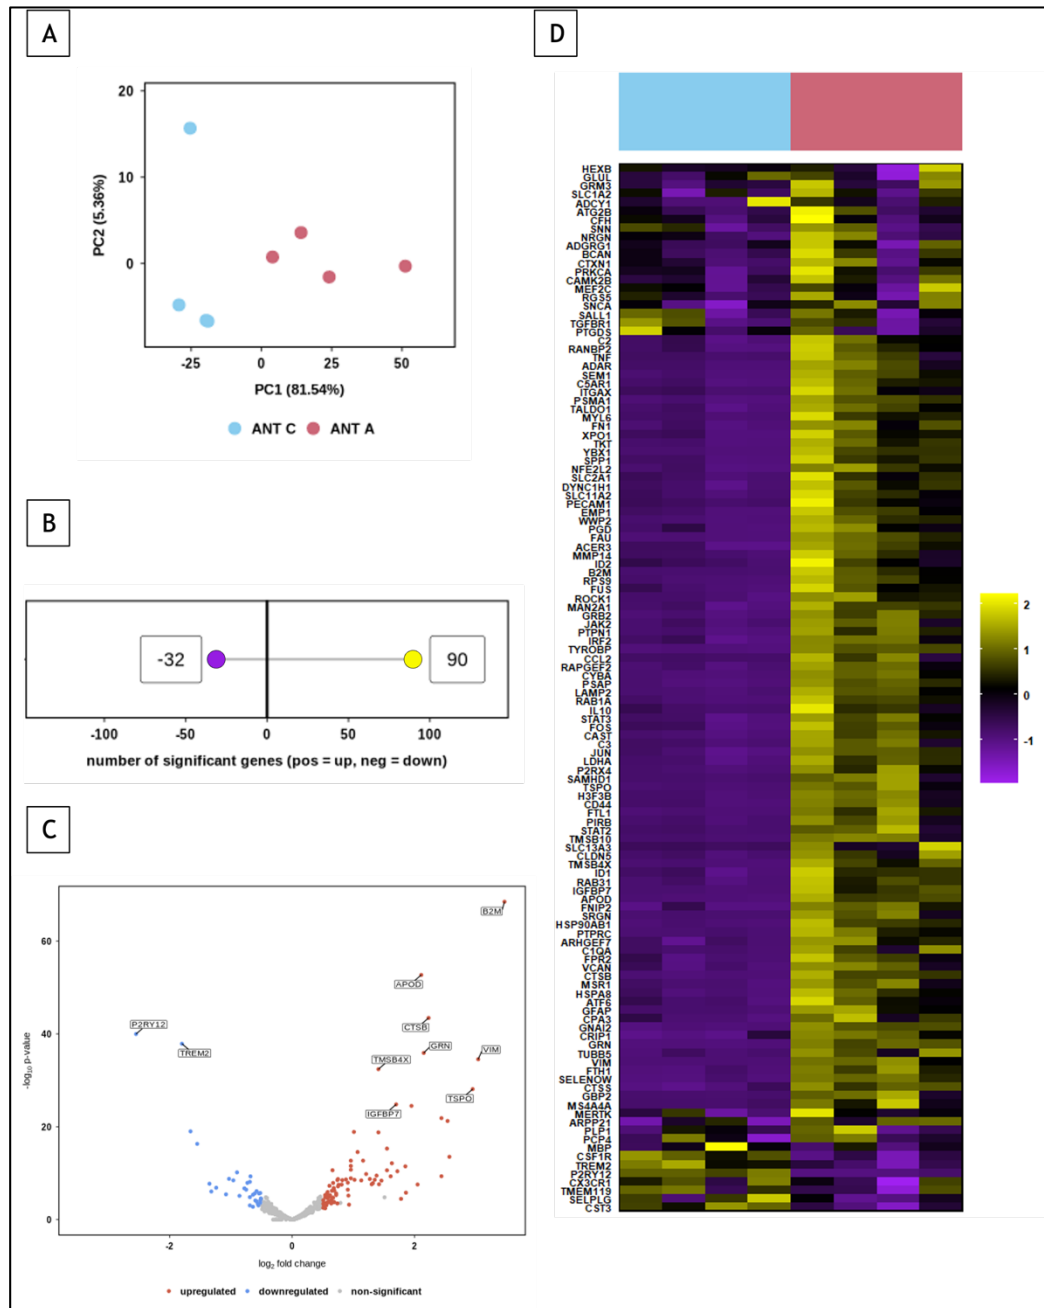 A
20
10
0
PC2 (5.36%)
-25
0
25
50
PC1 (81.54%)
ANT C
ANT A
B
-32
90
-100
-50
0
50
100
number of significant genes (pos = up, neg = down)
C
B2M
APOD
CTSB
P2RY12
TREM2
GRN
VIM
TMSB4X
TSPO
IGFBP7
60
40
20
0
-log10 p-value
-2
0
2
log2 fold change
upregulated
downregulated
non-significant
D
HEXB
GLUL
GRM3
SLC1A2
ADCY1
ATG2B
CFH
SNN
NRGN
ADGRG1
BCAN
CTXN1
PRKCA
CAMK2B
MEF2C
RGS5
SNCA
SALL1
TGFBR1
PTGDS
C2
RANBP2
TNF
ADAR
SEM1
C5AR1
ITGAX
PSMA1
TALDO1
MYL6
FN1
XPO1
TKT
YBX1
SPP1
NFE2L2
SLC2A1
DYNC1H1
SLC11A2
PECAM1
EMP1
WWP2
PGD
FAU
ACER3
MMP14
ID2
B2M
RPS9
FUS
ROCK1
MAN2A1
GRB2
JAK2
PTPN1
IRF2
TYROBP
CCL2
RAPGEF2
CYBA
PSAP
LAMP2
RAB1A
IL10
STAT3
FOS
CAST
C3
JUN
LDHA
P2RX4
SAMHD1
TSPO
H3F3B
CD44
FTL1
PIRB
STAT2
TMSB10
SLC13A3
CLDN5
TMSB4X
ID1
RAB31
IGFBP7
APOD
FNIP2
SRGN
HSP90AB1
PTPRC
ARHGEF7
C1QA
FPR2
VCAN
CTSB
MSR1
HSPA8
ATF6
GFAP
CPA3
GNAI2
CRIP1
GRN
TUBB5
VIM
FTH1
SELENOW
CTSS
GBP2
MS4A4A
MERTK
ARPP21
PLP1
PCP4
MBP
CSF1R
TREM2
P2RY12
CX3CR1
TMEM119
SELPLG
CST3
2
1
0
-1